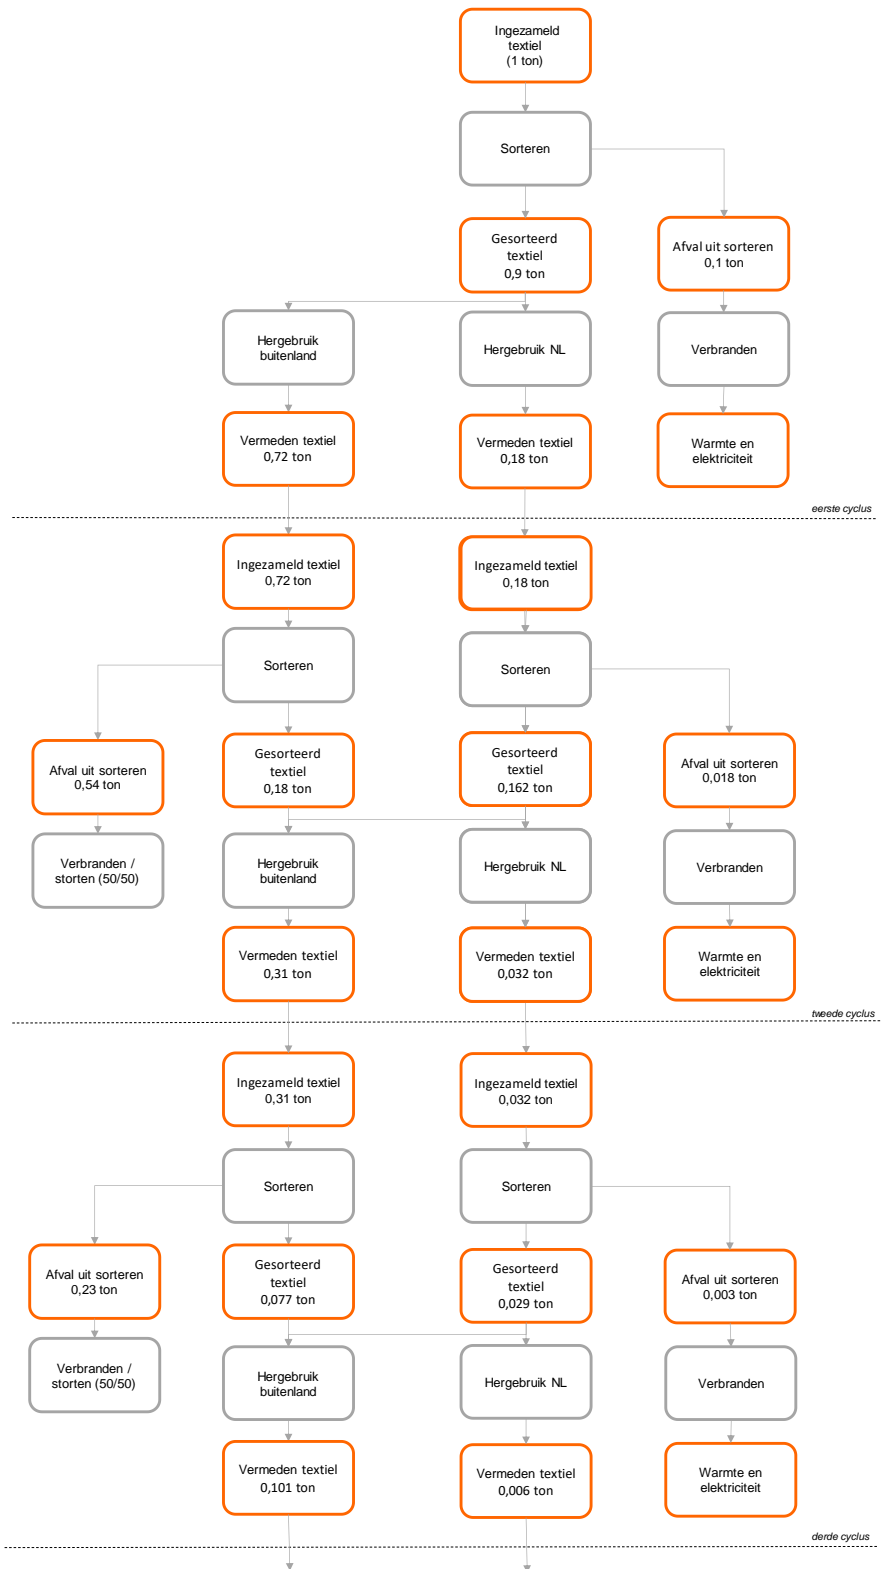 Ingezameld
textiel
(1 ton)
Sorteren
Gesorteerd
textiel
0,9 ton
Afval uit sorteren
0,1 ton
Hergebruik
buitenland
Hergebruik NL
Verbranden
Vermeden textiel
0,72 ton
Vermeden textiel
0,18 ton
Warmte en
elektriciteit
eerste cyclus
Ingezameld textiel
0,72 ton
Ingezameld textiel
0,18 ton
Sorteren
Sorteren
Afval uit sorteren
0,54 ton
Gesorteerd
textiel
0,18 ton
Gesorteerd
textiel
0,162 ton
Afval uit sorteren
0,018 ton
Verbranden /
storten (50/50)
Hergebruik
buitenland
Hergebruik NL
Verbranden
Vermeden textiel
0,31 ton
Vermeden textiel
0,032 ton
Warmte en
elektriciteit
tweede cyclus
Ingezameld textiel
0,31 ton
Ingezameld textiel
0,032 ton
Sorteren
Sorteren
Afval uit sorteren
0,23 ton
Gesorteerd
textiel
0,077 ton
Gesorteerd
textiel
0,029 ton
Afval uit sorteren
0,003 ton
Verbranden /
storten (50/50)
Hergebruik
buitenland
Hergebruik NL
Verbranden
Vermeden textiel
0,101 ton
Vermeden textiel
0,006 ton
Warmte en
elektriciteit
derde cyclus